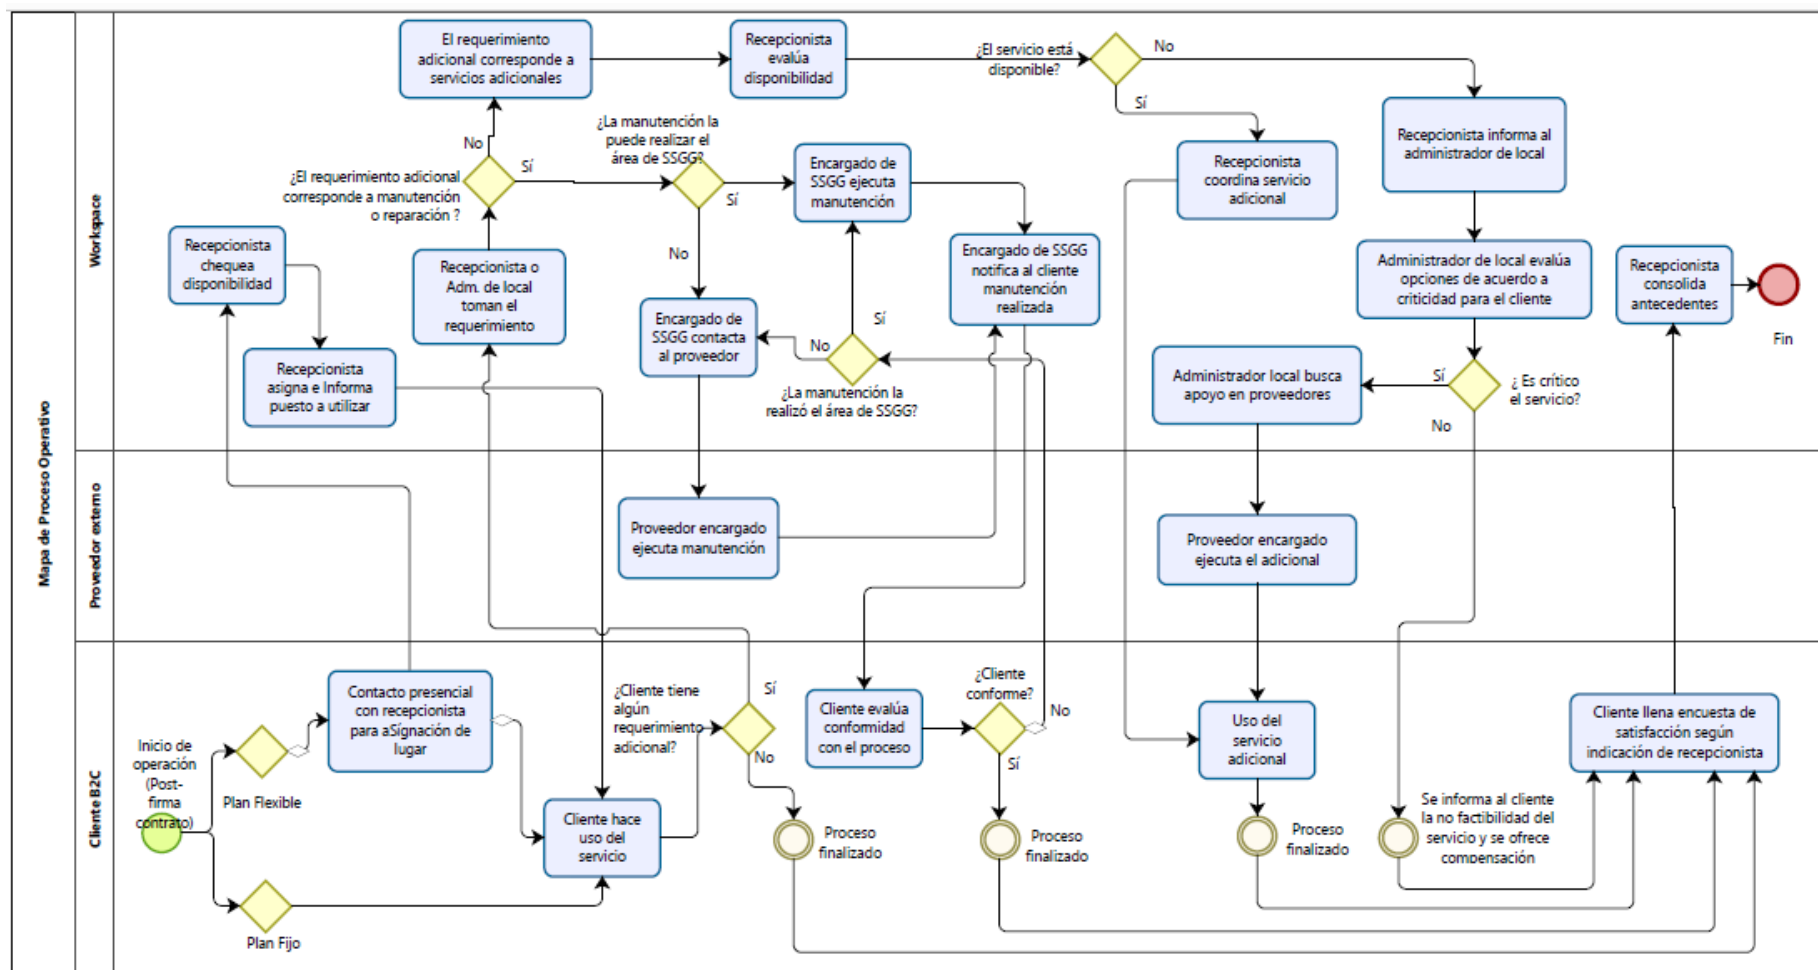 Mapa de Proceso Operativo
Workspace
Proveedor externo
Cliente B2C
El requerimiento
adicional corresponde a
servicios adicionales
Recepcionista
evalúa
disponibilidad
¿El servicio está
disponible?
No
Sí
Recepcionista informa al
administrador de local
Recepcionista
coordina servicio
adicional
¿La manutención la
puede realizar el
área de SSGG?
No
Sí
¿El requerimiento adicional
corresponde a manutención
o reparación ?
Sí
No
Encargado de
SSGG ejecuta
manutención
Recepcionista
chequea
disponibilidad
Recepcionista o
Adm. de local
toman el
requerimiento
Encargado de SSGG
notifica al cliente
manutención
realizada
Administrador de local evalúa
opciones de acuerdo a
criticidad para el cliente
Recepcionista
consolida
antecedentes
Fin
Encargado de
SSGG contacta
al proveedor
No
Sí
¿La manutención la
realizó el área de SSGG?
Recepcionista
asigna e Informa
puesto a utilizar
Administrador local busca
apoyo en proveedores
Sí
No
¿ Es crítico
el servicio?
Proveedor encargado
ejecuta manutención
Proveedor encargado
ejecuta el adicional
Inicio de
operación
(Post-
firma
contrato)
Plan Flexible
Plan Fijo
Contacto presencial
con recepcionista
para aSígnación de
lugar
Cliente hace
uso del
servicio
¿Cliente tiene
algún
requerimiento
adicional?
Sí
No
Proceso
finalizado
Cliente evalúa
conformidad
con el proceso
¿Cliente
conforme?
No
Sí
Proceso
finalizado
Uso del
servicio
adicional
Proceso
finalizado
Se informa al cliente
la no factibilidad del
servicio y se ofrece
compensación
Cliente llena encuesta de
satisfacción según
indicación de recepcionista